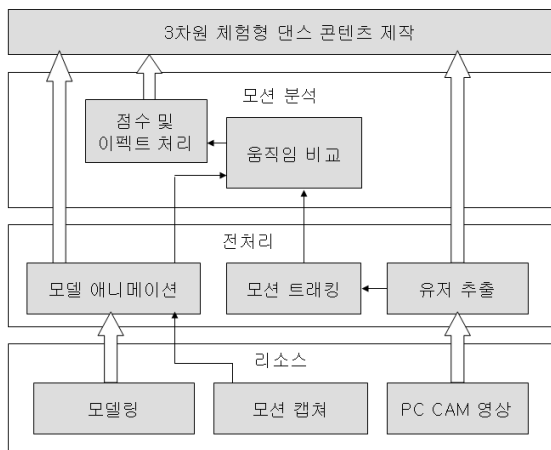 3차원 체험형 댄스 콘텐츠 제작
모션 분석
점수 및
이펙트 처리
움직임 비교
전처리
모델 애니메이션
모션 트래킹
유저 추출
리소스
모델링
모션 캡쳐
PC CAM 영상